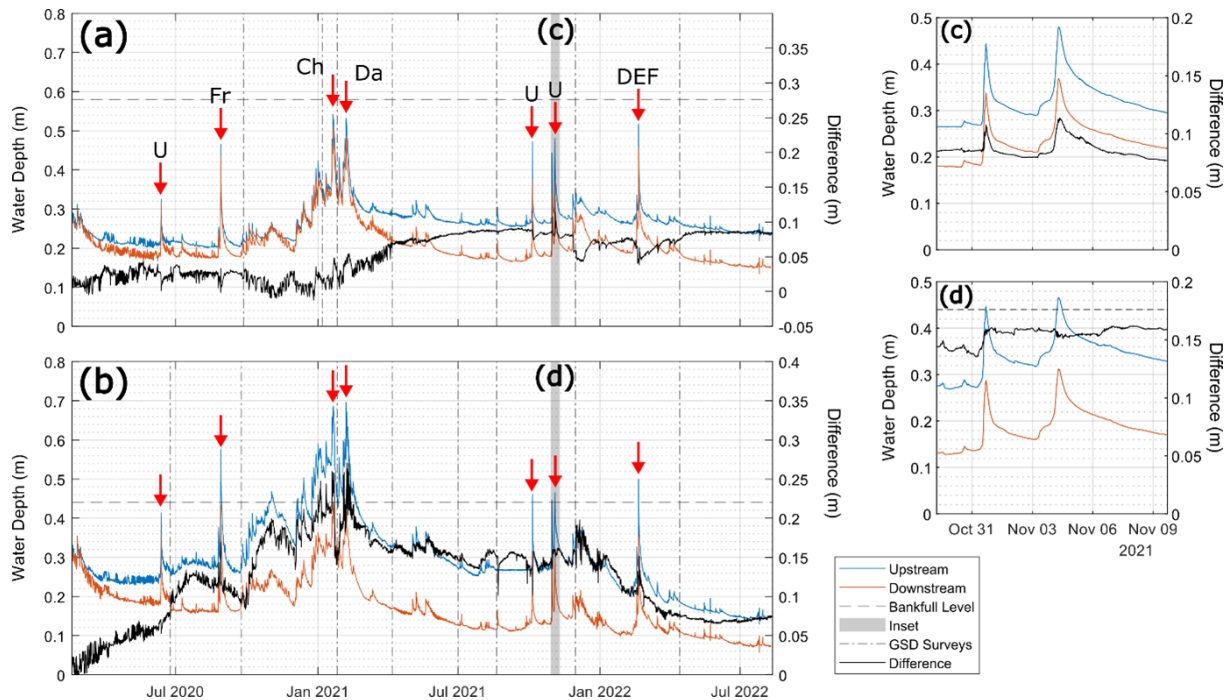 (a)
(c)
Ch
Da
Fr
U
U
U
DEF
Water Depth (m)
0.8
0.7
0.6
0.5
0.4
0.3
0.2
0.1
0
Difference (m)
0.35
0.3
0.25
0.2
0.15
0.1
0.05
0
-0.05
(b)
(d)
Water Depth (m)
0.8
0.7
0.6
0.5
0.4
0.3
0.2
0.1
0
Difference (m)
0.4
0.35
0.3
0.25
0.2
0.15
0.1
0.05
0
Jul 2020
Jan 2021
Jul 2021
Jan 2022
Jul 2022
(c)
Water Depth (m)
0.5
0.4
0.3
0.2
0.1
0
Difference (m)
0.2
0.15
0.1
0.05
0
(d)
Water Depth (m)
0.5
0.4
0.3
0.2
0.1
0
Difference (m)
0.2
0.15
0.1
0.05
0
Oct 31
Nov 03
Nov 06
Nov 09
2021
Upstream
Downstream
Bankfull Level
Inset
GSD Surveys
Difference